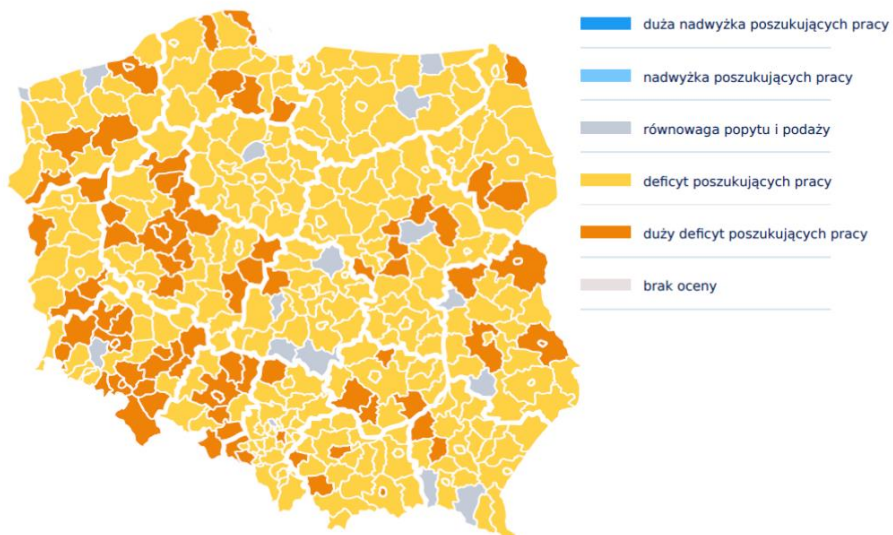 duża nadwyżka poszukujących pracy
nadwyżka poszukujących pracy
równowaga popytu i podaży
deficyt poszukujących pracy
duży deficyt poszukujących pracy
brak oceny